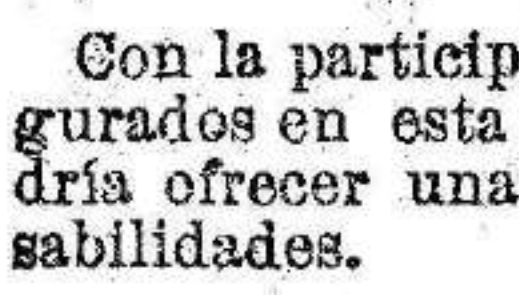 Con la particip
gurados en esta
dría ofrecer una
sabilidades.